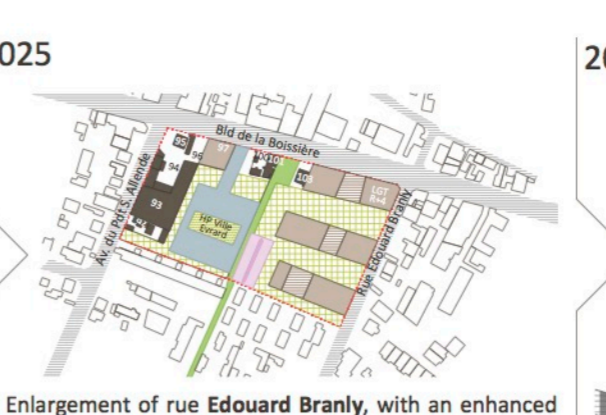 025
20
Bld de la Boissière
95
96
97
101
103
94
93
LGT
R+4
HP Ville
Evrard
Av. du Pdt S. Allende
Rue Edouard Branly
Enlargement of rue Edouard Branly, with an enhanced